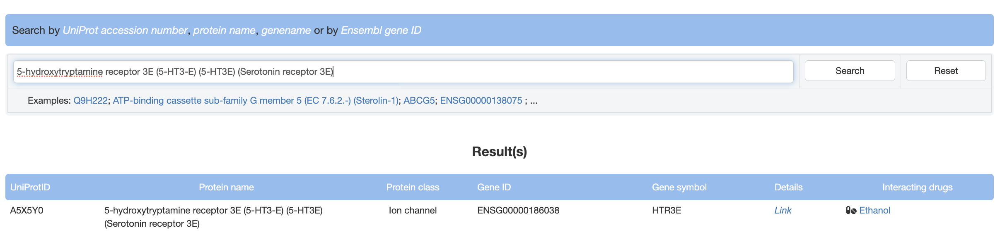 Search by UniProt accession number, protein name, genename or by Ensembl gene ID
5-hydroxytryptamine receptor 3E (5-HT3-E) (5-HT3E) (Serotonin receptor 3E)
Search
Reset
Examples: Q9H222; ATP-binding cassette sub-family G member 5 (EC 7.6.2.-) (Sterolin-1); ABCG5; ENSG00000138075 ; ...
Result(s)
UniProtID Protein name Protein class Gene ID Gene symbol Details Interacting drugs
A5X5Y0 5-hydroxytryptamine receptor 3E (5-HT3-E) (5-HT3E) Ion channel ENSG00000186038 HTR3E Link Ethanol
(Serotonin receptor 3E)